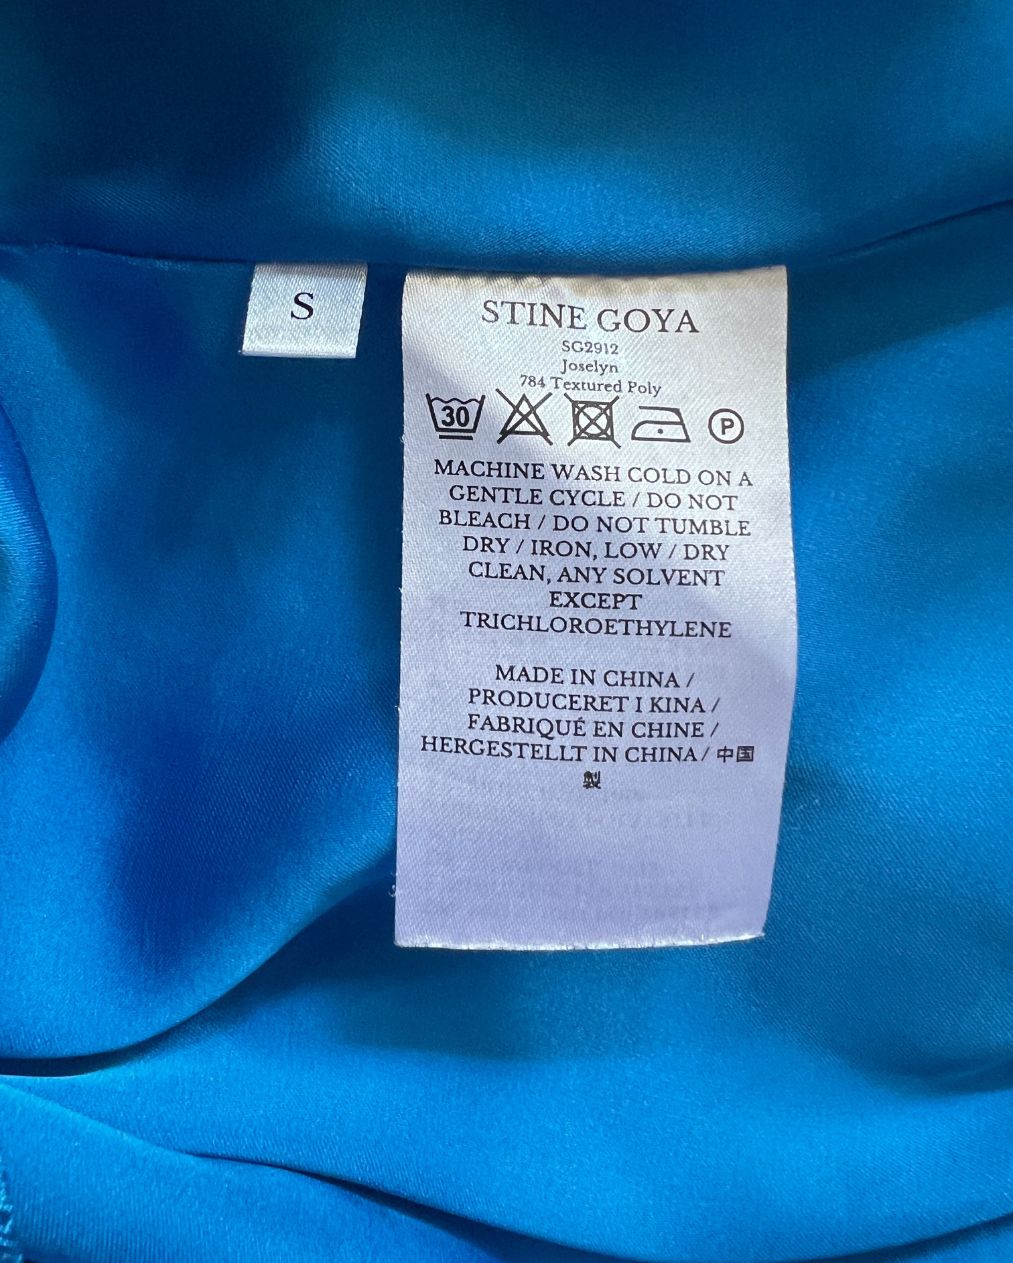 S
STINE GOYA
SG2912
Joselyn
784 Textured Poly
30
P
MACHINE WASH COLD ON A
GENTLE CYCLE / DO NOT
BLEACH / DO NOT TUMBLE
DRY / IRON, LOW / DRY
CLEAN, ANY SOLVENT
EXCEPT
TRICHLOROETHYLENE
MADE IN CHINA /
PRODUCERET I KINA /
FABRIQUÉ EN CHINE /
HERGESTELLT IN CHINA / 中国
製